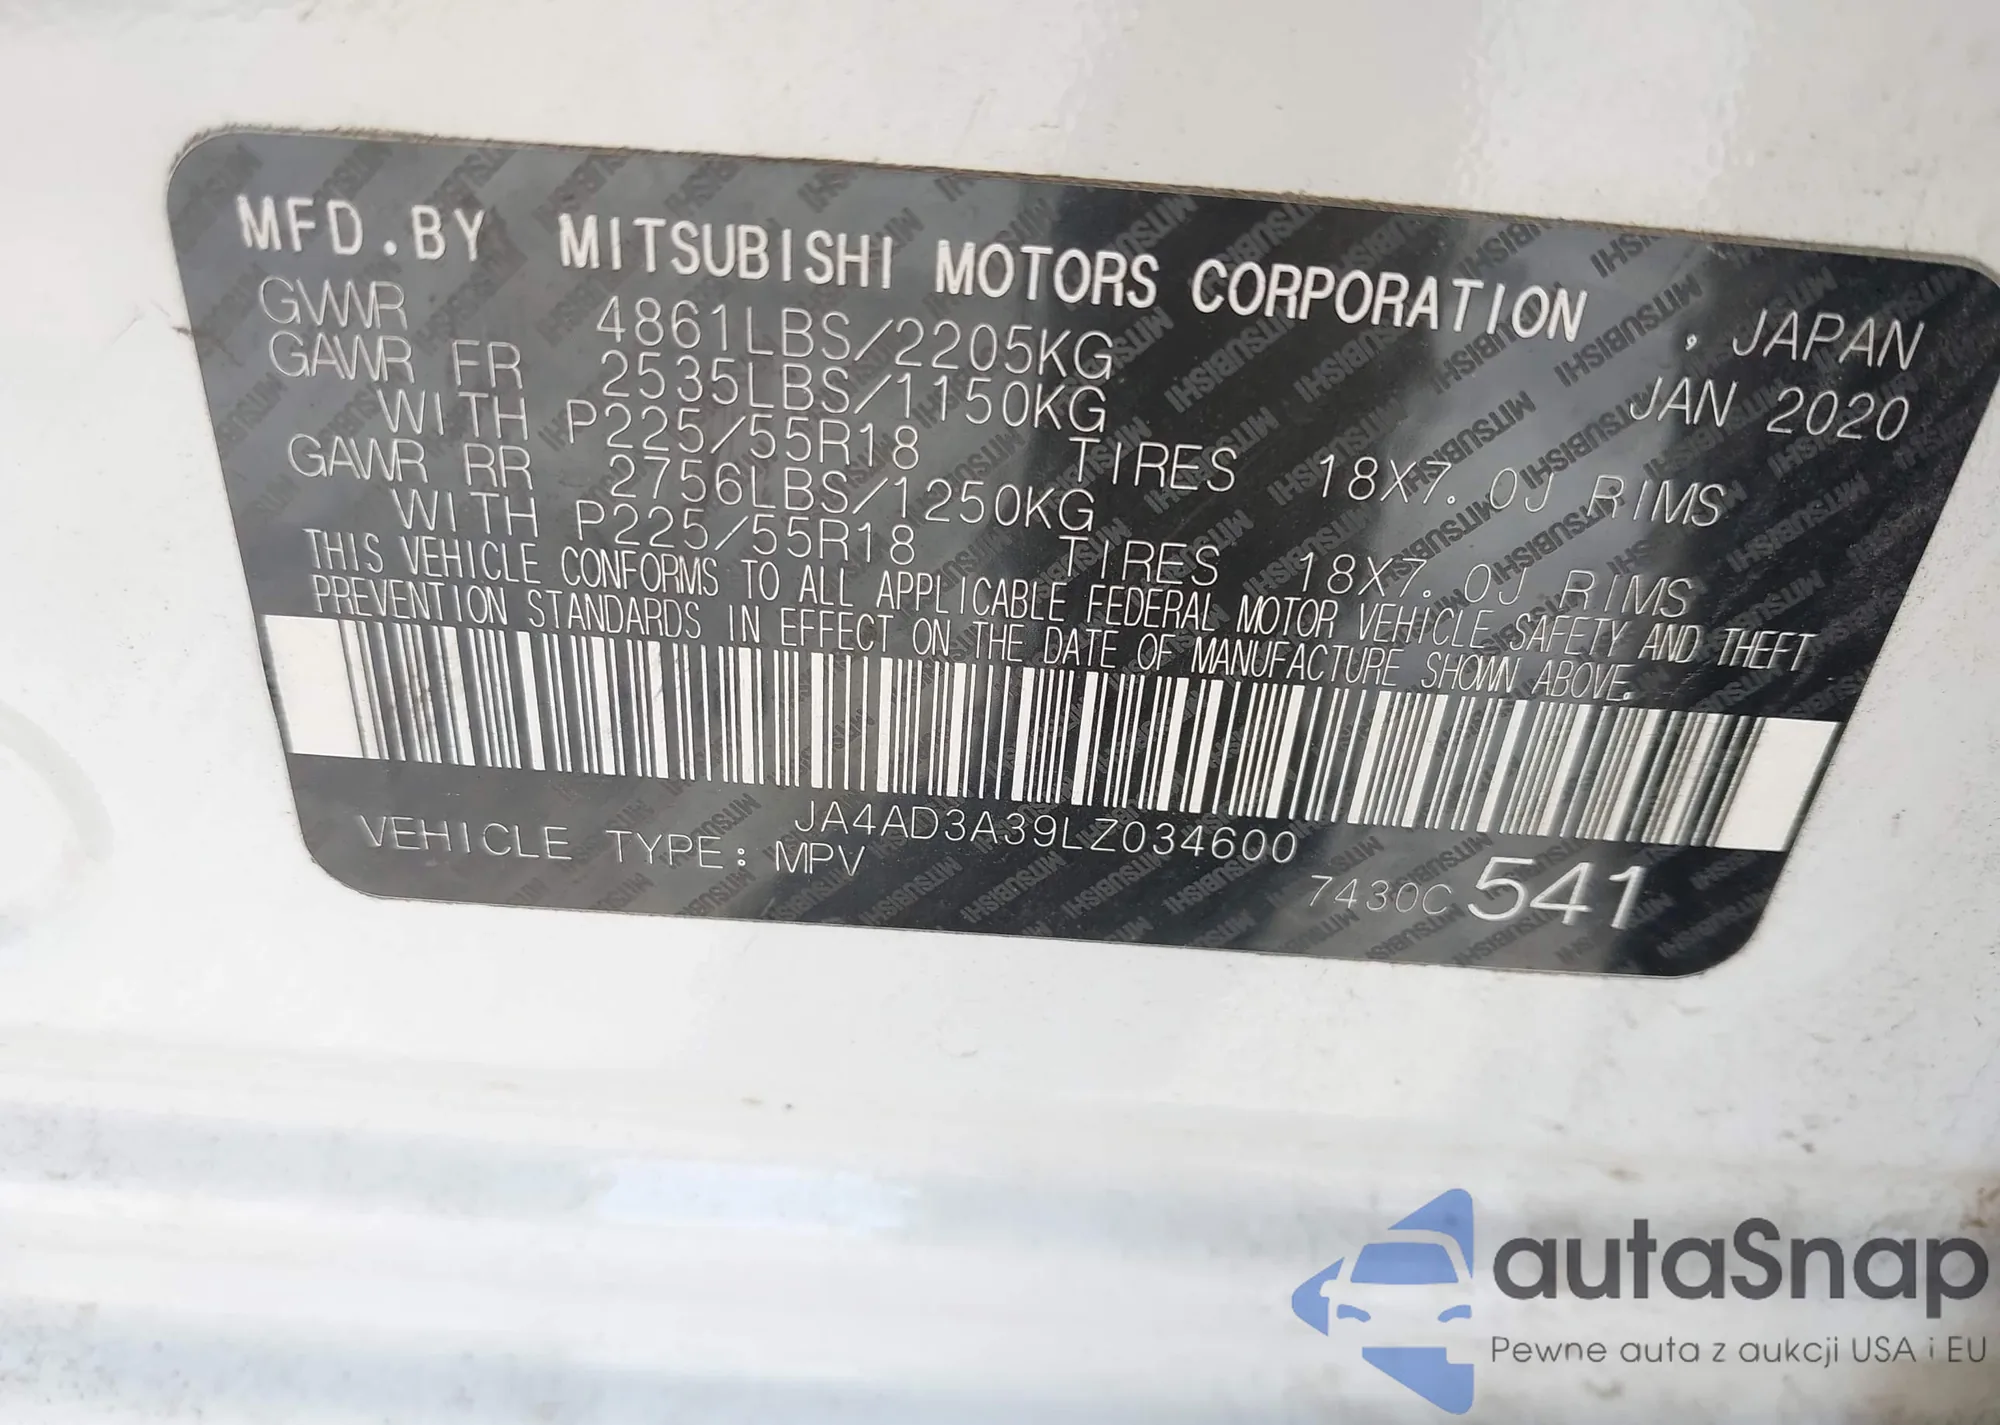 MFD.BY MITSUBISHI MOTORS CORPORATION , JAPAN
GVWR 4861LBS/2205KG JAN 2020
GAWR FR 2535LBS/1150KG
WITH P225/55R18 TIRES 18X7.0J RIMS
GAWR RR 2756LBS/1250KG
WITH P225/55R18 TIRES 18X7.0J RIMS
THIS VEHICLE CONFORMS TO ALL APPLICABLE FEDERAL MOTOR VEHICLE SAFETY AND THEFT
PREVENTION STANDARDS IN EFFECT ON THE DATE OF MANUFACTURE SHOWN ABOVE.
JA4AD3A39LZ034600
VEHICLE TYPE: MPV
7430C 541
autaSnap
Pewne auta z aukcji USA i EU